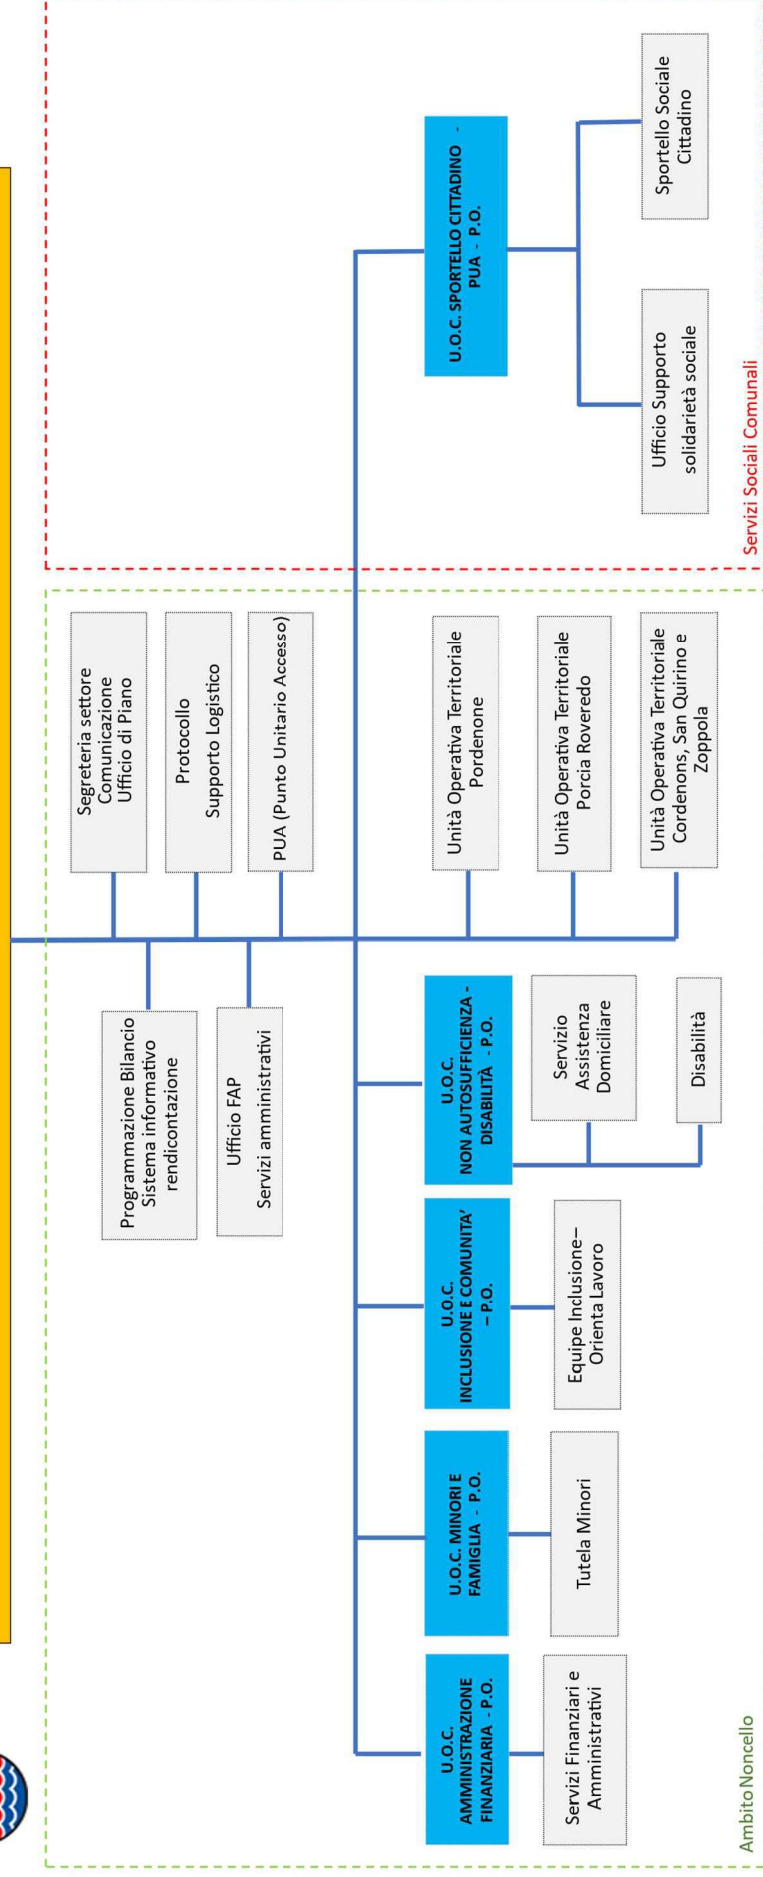 Programmazione Bilancio
Sistema informativo
rendicontazione
Ufficio FAP
Servizi amministrativi
Segreteria settore
Comunicazione
Ufficio di Piano
Protocollo
Supporto Logistico
PUA (Punto Unitario Accesso)
U.O.C.
AMMINISTRAZIONE
FINANZIARIA - P.O.
Servizi Finanziari e
Amministrativi
U.O.C. MINORI E
FAMIGLIA - P.O.
Tutela Minori
U.O.C.
INCLUSIONE E COMUNITA'
– P.O.
Equipe Inclusione–
Orienta Lavoro
U.O.C.
NON AUTOSUFFICIENZA -
DISABILITÀ - P.O.
Servizio
Assistenza
Domiciliare
Disabilità
Unità Operativa Territoriale
Pordenone
Unità Operativa Territoriale
Porcia Roveredo
Unità Operativa Territoriale
Cordenons, San Quirino e
Zoppola
U.O.C. SPORTELLO CITTADINO -
PUA - P.O.
Ufficio Supporto
solidarietà sociale
Sportello Sociale
Cittadino
Ambito Noncello
Servizi Sociali Comunali